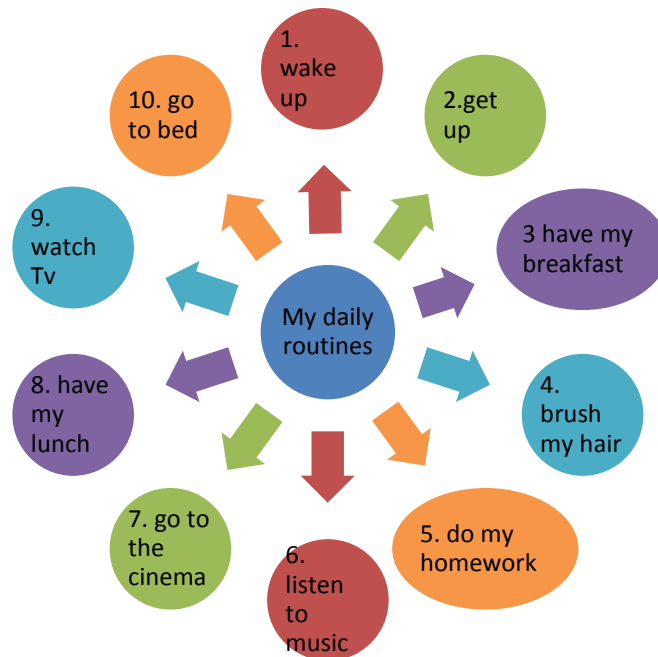 1.
wake
up
2.get
up
3 have my
breakfast
4.
brush
my hair
5. do my
homework
6.
listen
to
music
7. go to
the
cinema
8. have
my
lunch
9.
watch
Tv
10. go
to bed
My daily
routines